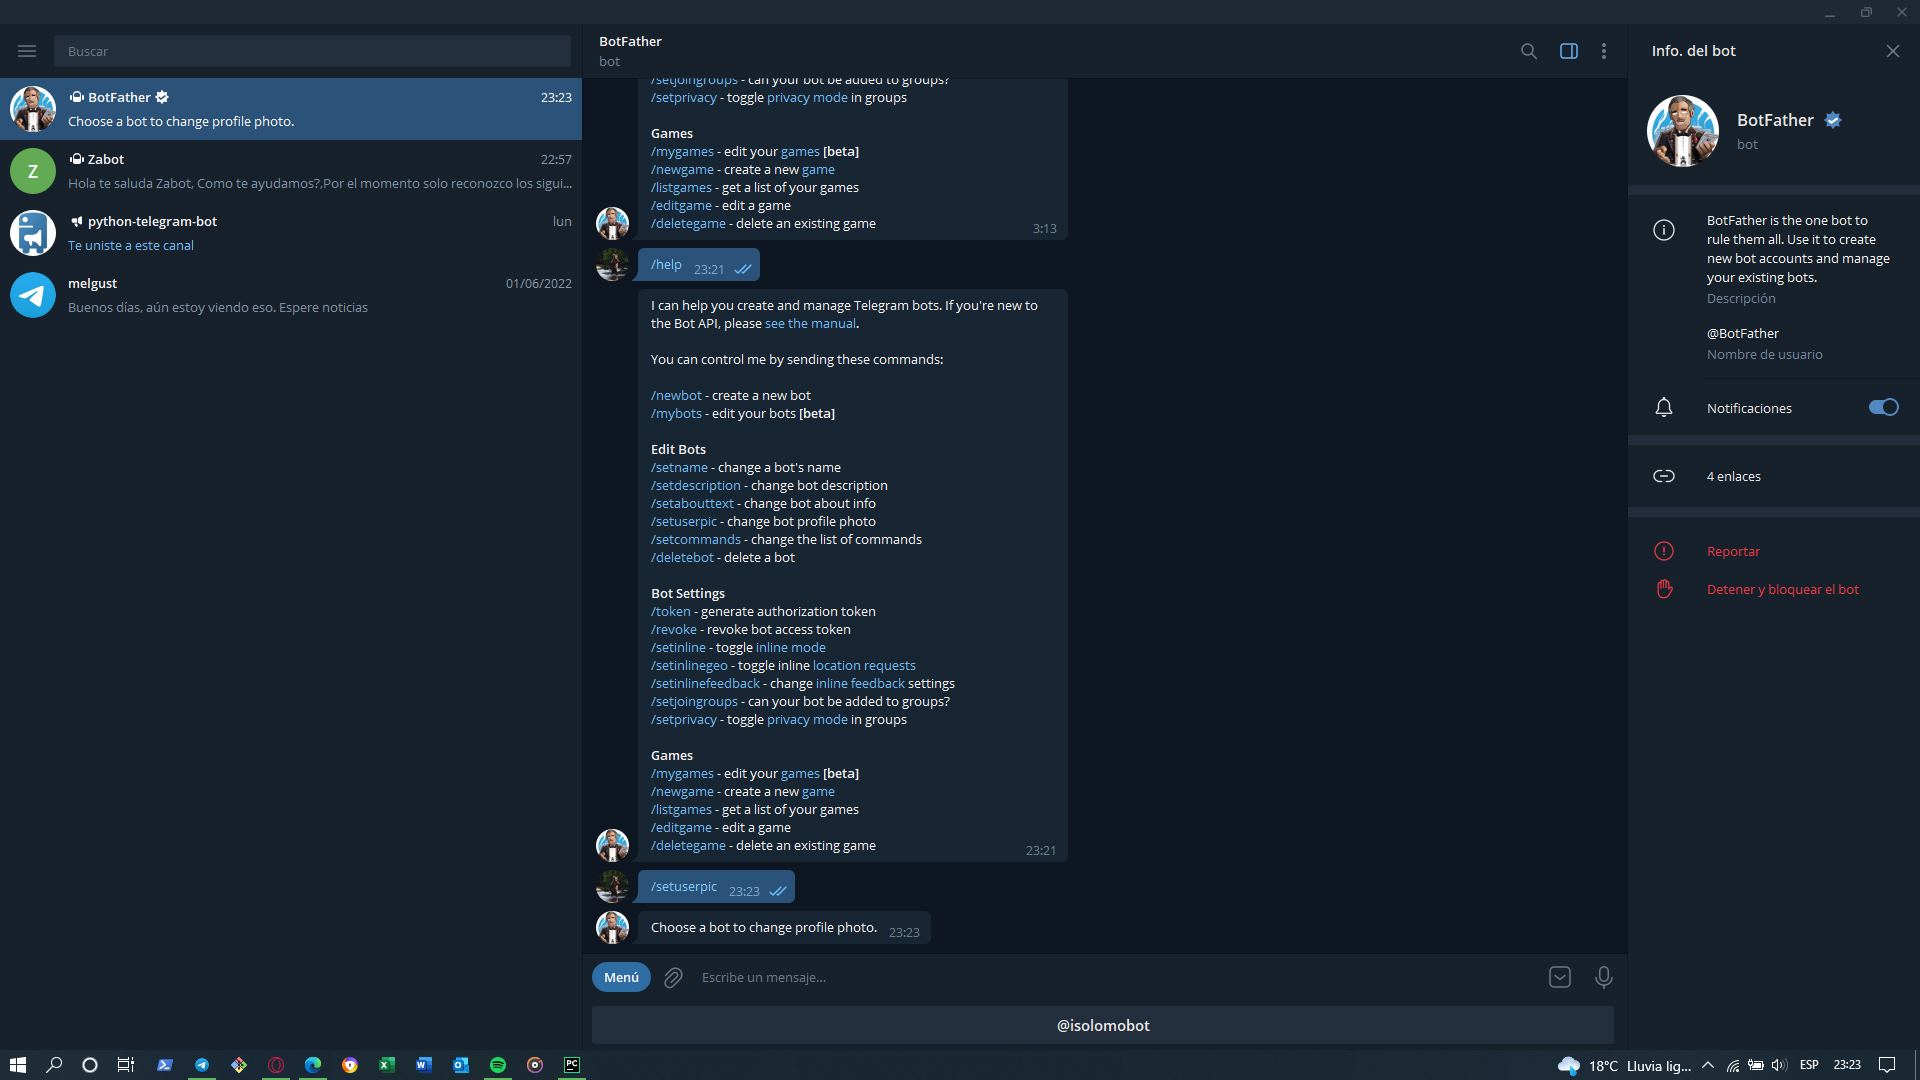 Buscar
BotFather
23:23
Choose a bot to change profile photo.
Z
Zabot
22:57
Hola te saluda Zabot, Como te ayudamos?,Por el momento solo reconozco los sigui...
python-telegram-bot
lun
Te uniste a este canal
melgust
01/06/2022
Buenos días, aún estoy viendo eso. Espere noticias
BotFather
bot
/setjoingroups - can your bot be added to groups?
/setprivacy - toggle privacy mode in groups
Games
/mygames - edit your games [beta]
/newgame - create a new game
/listgames - get a list of your games
/editgame - edit a game
/deletegame - delete an existing game
3:13
/help 23:21
I can help you create and manage Telegram bots. If you're new to
the Bot API, please see the manual.
You can control me by sending these commands:
/newbot - create a new bot
/mybots - edit your bots [beta]
Edit Bots
/setname - change a bot's name
/setdescription - change bot description
/setabouttext - change bot about info
/setuserpic - change bot profile photo
/setcommands - change the list of commands
/deletebot - delete a bot
Bot Settings
/token - generate authorization token
/revoke - revoke bot access token
/setinline - toggle inline mode
/setinlinegeo - toggle inline location requests
/setinlinefeedback - change inline feedback settings
/setjoingroups - can your bot be added to groups?
/setprivacy - toggle privacy mode in groups
Games
/mygames - edit your games [beta]
/newgame - create a new game
/listgames - get a list of your games
/editgame - edit a game
/deletegame - delete an existing game
23:21
/setuserpic 23:23
Choose a bot to change profile photo. 23:23
Menú
Escribe un mensaje...
@isolomobot
Info. del bot
BotFather
bot
BotFather is the one bot to
rule them all. Use it to create
new bot accounts and manage
your existing bots.
Descripción
@BotFather
Nombre de usuario
Notificaciones
4 enlaces
Reportar
Detener y bloquear el bot
18°C Lluvia lig... ESP 23:23